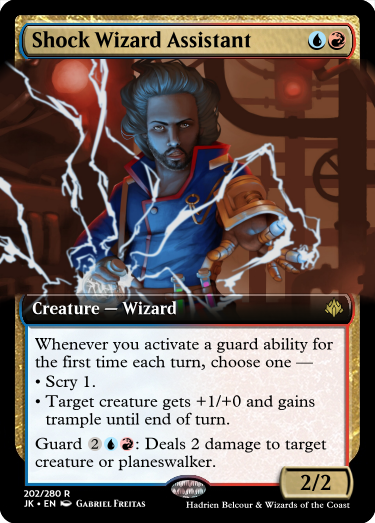 Shock Wizard Assistant
Creature — Wizard
Whenever you activate a guard ability for
the first time each turn, choose one —
• Scry 1.
• Target creature gets +1/+0 and gains
trample until end of turn.
Guard 2: Deals 2 damage to target
creature or planeswalker.
2/2
202/280 R
JK • EN GABRIEL FREITAS
Hadrien Belcour & Wizards of the Coast